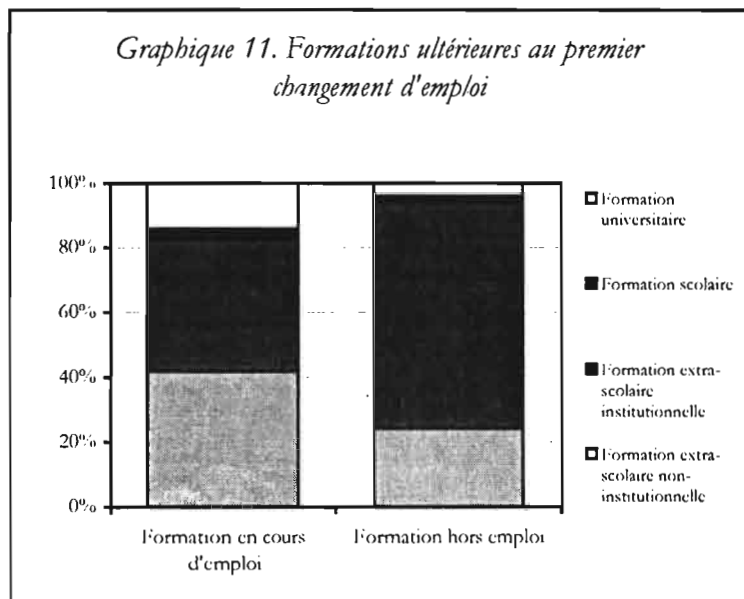 Graphique 11. Formations ultérieures au premier
changement d'emploi
100%
80%
60%
40%
20%
0%
Formation en cours
d'emploi
Formation hors emploi
Formation
universitaire
Formation scolaire
Formation extra-
scolaire
institutionnelle
Formation extra-
scolaire non-
institutionnelle